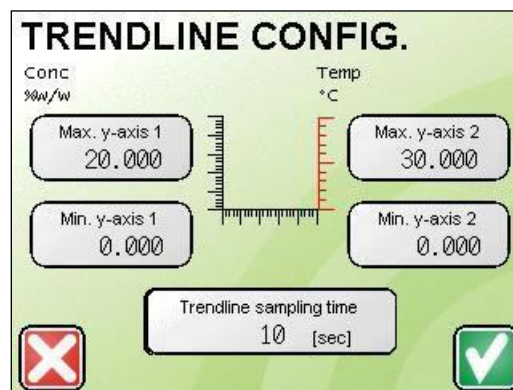 TRENDLINE CONFIG.
Conc
%w/w
Temp
°C
Max. y-axis 1
20.000
Max. y-axis 2
30.000
Min. y-axis 1
0.000
Min. y-axis 2
0.000
Trendline sampling time
10 [sec]